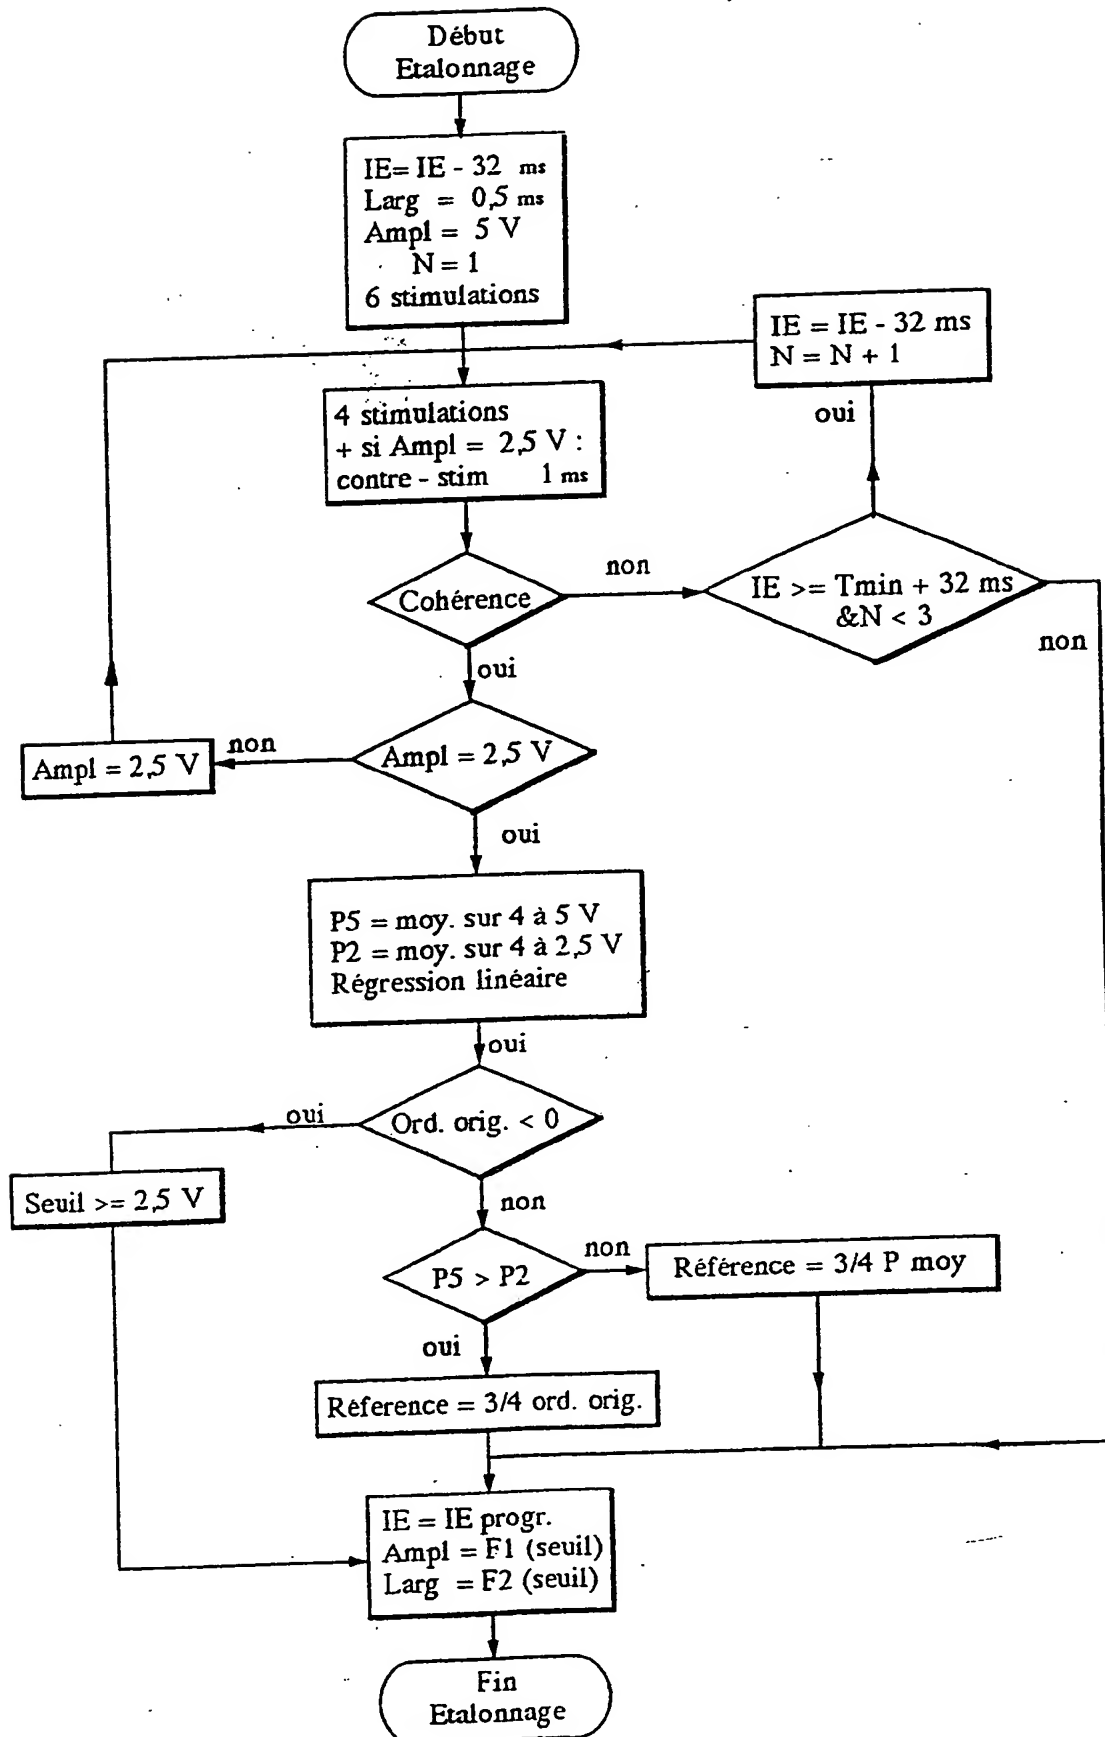 Début
Etalonnage
IE= IE - 32 ms
Larg = 0,5 ms
Ampl = 5 V
N = 1
6 stimulations
IE = IE - 32 ms
N = N + 1
oui
4 stimulations
+ si Ampl = 2,5 V :
contre - stim 1 ms
non
Cohérence
IE >= Tmin + 32 ms
&N < 3
non
oui
non
Ampl = 2,5 V
Ampl = 2,5 V
oui
P5 = moy. sur 4 à 5 V
P2 = moy. sur 4 à 2,5 V
Régression linéaire
oui
oui
Ord. orig. < 0
Seuil >= 2,5 V
non
non
P5 > P2
Référence = 3/4 P moy
oui
Réference = 3/4 ord. orig.
IE = IE progr.
Ampl = F1 (seuil)
Larg = F2 (seuil)
Fin
Etalonnage